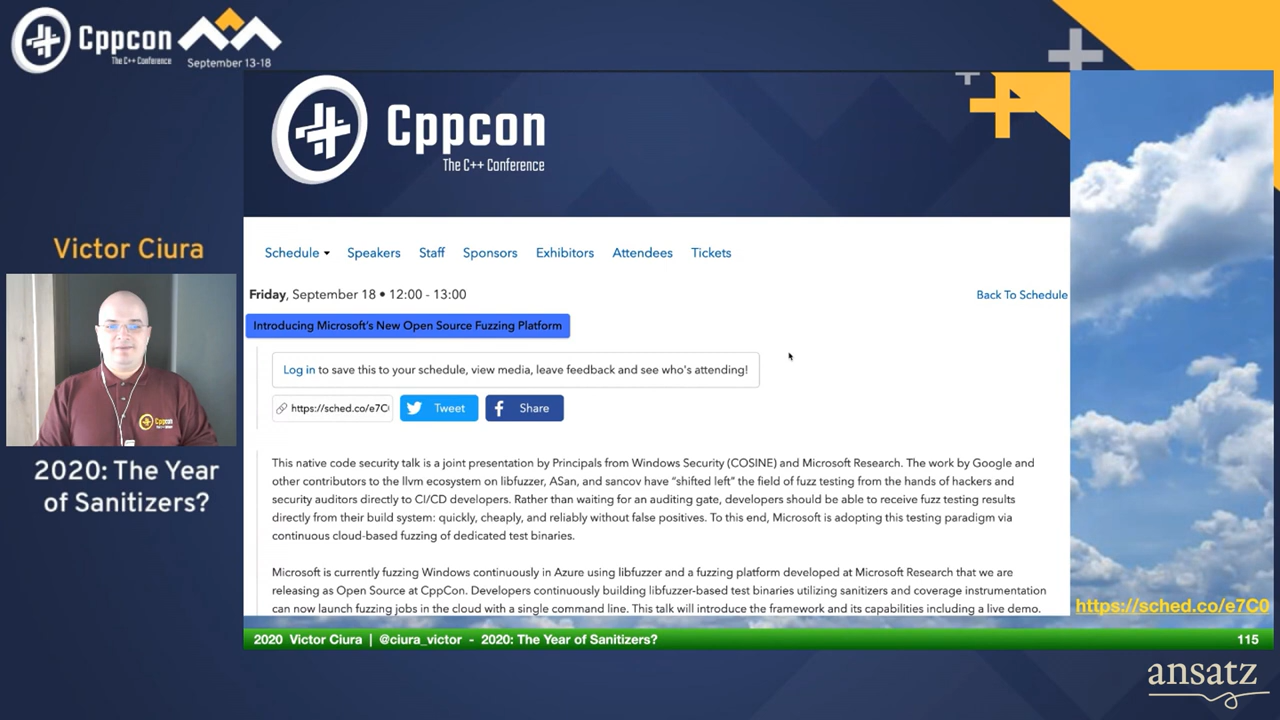 Cppcon
The C++ Conference
September 13-18
Cppcon
The C++ Conference
Schedule Speakers Staff Sponsors Exhibitors Attendees Tickets
Friday, September 18 • 12:00 - 13:00
Back To Schedule
Introducing Microsoft's New Open Source Fuzzing Platform
Log in to save this to your schedule, view media, leave feedback and see who's attending!
https://sched.co/e7C
Tweet
Share
This native code security talk is a joint presentation by Principals from Windows Security (COSINE) and Microsoft Research. The work by Google and
other contributors to the llvm ecosystem on libfuzzer, ASan, and sancov have “shifted left” the field of fuzz testing from the hands of hackers and
security auditors directly to CI/CD developers. Rather than waiting for an auditing gate, developers should be able to receive fuzz testing results
directly from their build system: quickly, cheaply, and reliably without false positives. To this end, Microsoft is adopting this testing paradigm via
continuous cloud-based fuzzing of dedicated test binaries.
Microsoft is currently fuzzing Windows continuously in Azure using libfuzzer and a fuzzing platform developed at Microsoft Research that we are
releasing as Open Source at CppCon. Developers continuously building libfuzzer-based test binaries utilizing sanitizers and coverage instrumentation
can now launch fuzzing jobs in the cloud with a single command line. This talk will introduce the framework and its capabilities including a live demo.
https://sched.co/e7C0
2020 Victor Ciura | @ciura_victor - 2020: The Year of Sanitizers?
115
Victor Ciura
Cppcon
2020: The Year
of Sanitizers?
ansatz